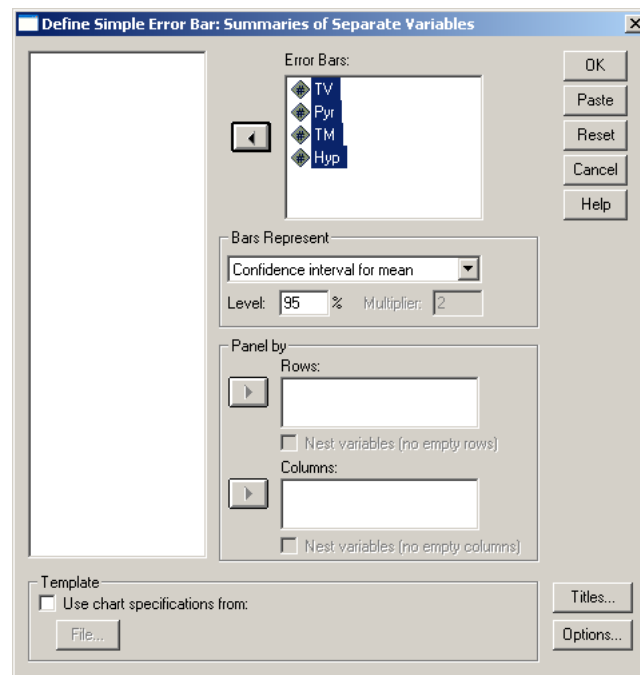 Define Simple Error Bar: Summaries of Separate Variables
Error Bars:
TV
Pyr
TM
Hyp
OK
Paste
Reset
Cancel
Help
Bars Represent
Confidence interval for mean
Level: 95 % Multiplier: 2
Panel by
Rows:
Nest variables (no empty rows)
Columns:
Nest variables (no empty columns)
Template
Use chart specifications from:
File...
Titles...
Options...